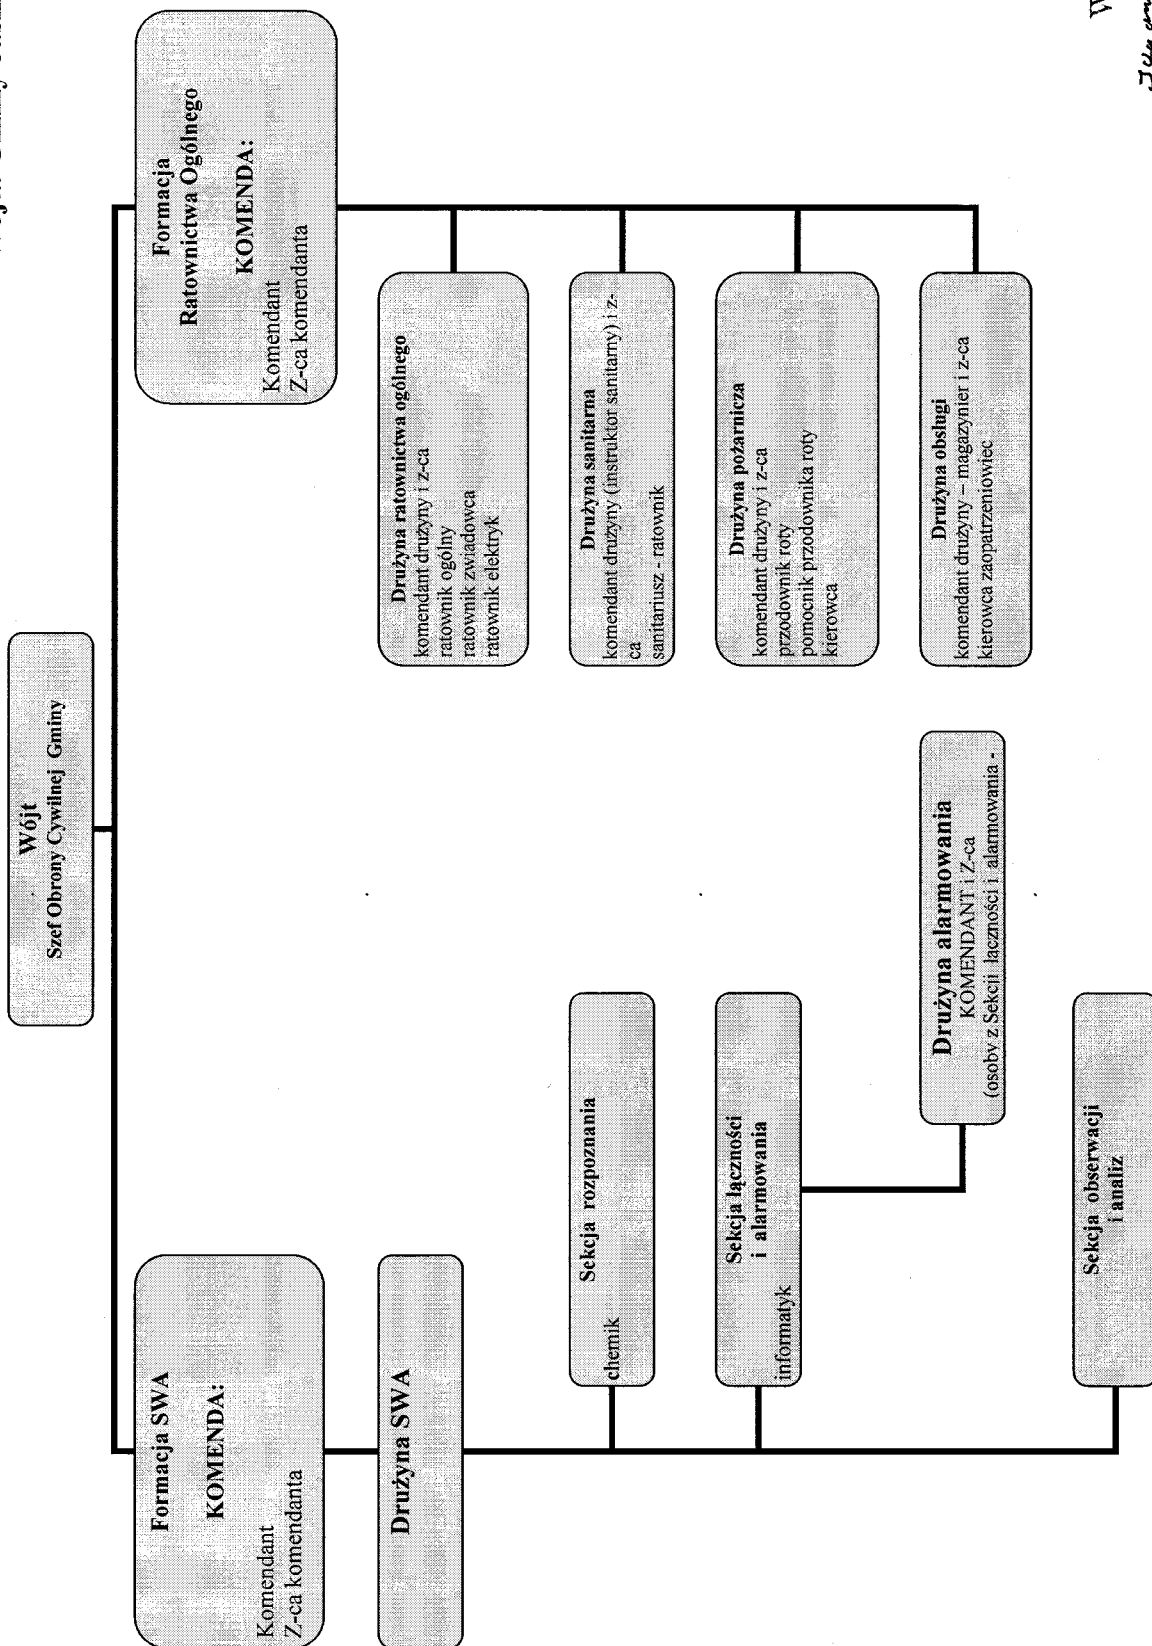 Wójt
Szef Obrony Cywilnej Gminy
Formacja SWA
KOMENDA:
Komendant
Z-ca komendanta
Drużyna SWA
Sekcja rozpoznania
chemik
Sekcja łączności
i alarmowania
informatyk
Drużyna alarmowania
KOMENDANT i Z-ca
(osoby z Sekcji łaczności i alarmowania -
Sekcja obserwacji
i analiz
Formacja
Ratownictwa Ogólnego
KOMENDA:
Komendant
Z-ca komendanta
Drużyna ratownictwa ogólnego
komendant drużyny i z-ca
ratownik ogólny
ratownik zwiadowca
ratownik elektryk
Drużyna sanitarna
komendant drużyny (instruktor sanitarny) i z-
ca
sanitariusz - ratownik
Drużyna pożarnicza
komendant drużyny i z-ca
przodownik roty
pomocnik przodownika roty
kierowca
Drużyna obsługi
komendant drużyny – magazynier i z-ca
kierowca zaopatrzeniowiec
W